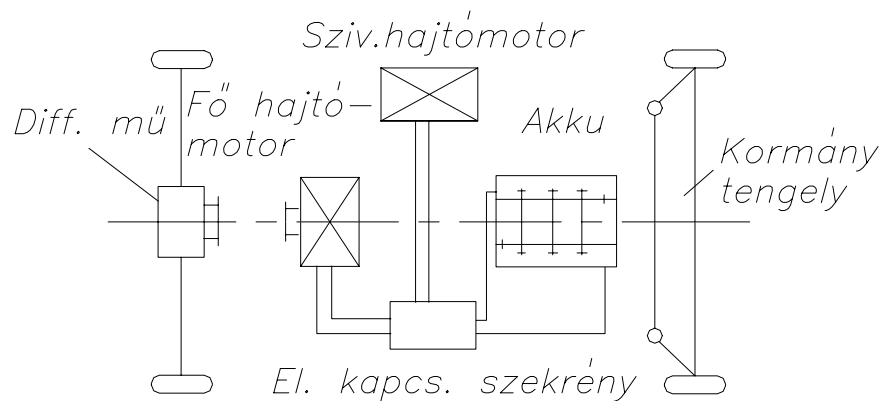 Sziv.hajtómotor
Diff. mű
Fő hajtó
motor
Akku
Kormány
tengely
El. kapcs. szekrény